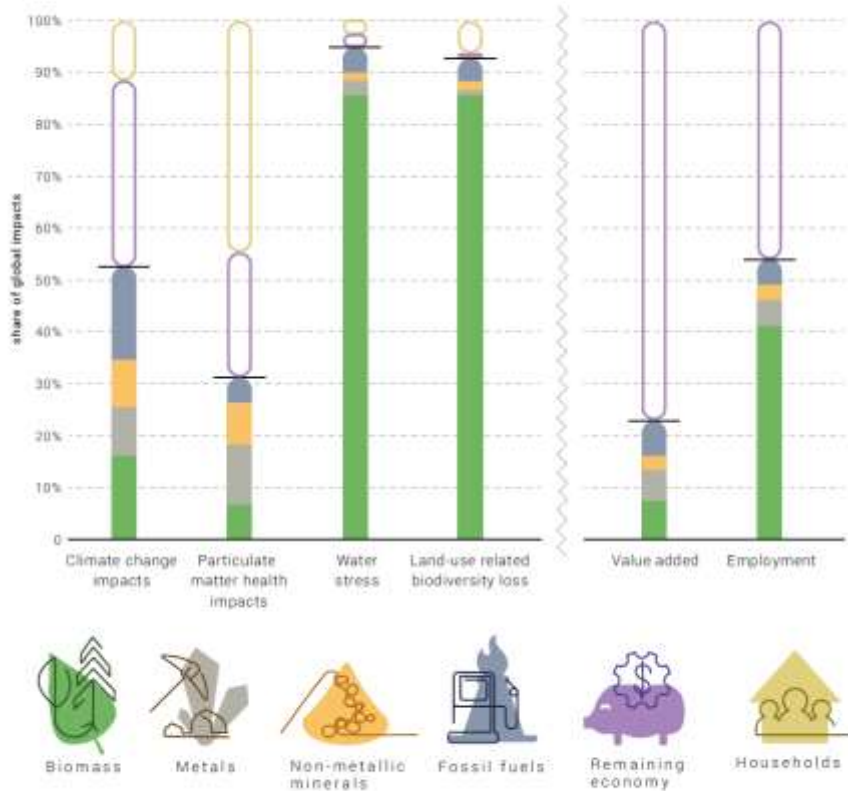 share of global impacts
100%
90%
80%
70%
60%
50%
40%
30%
20%
10%
0
Climate change
impacts
Particulate
matter health
impacts
Water
stress
Land-use related
biodiversity loss
Value added
Employment
$
Biomass
Metals
Non-metallic
minerals
Fossil fuels
Remaining
economy
Households